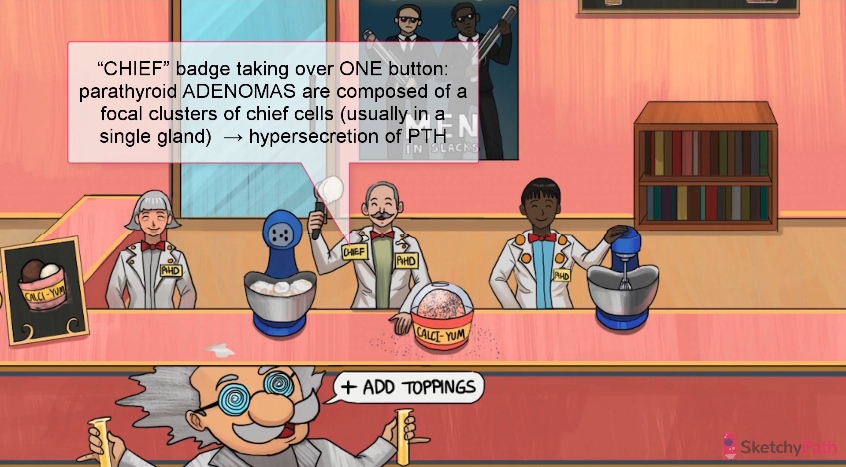 “CHIEF” badge taking over ONE button:
parathyroid ADENOMAS are composed of a
focal clusters of chief cells (usually in a
single gland) → hypersecretion of PTH
MEN
IN SLACKS
CHIEF
PHD
PHD
PHD
CALCI-YUM
CALCI-YUM
+ ADD TOPPINGS
SketchyPath